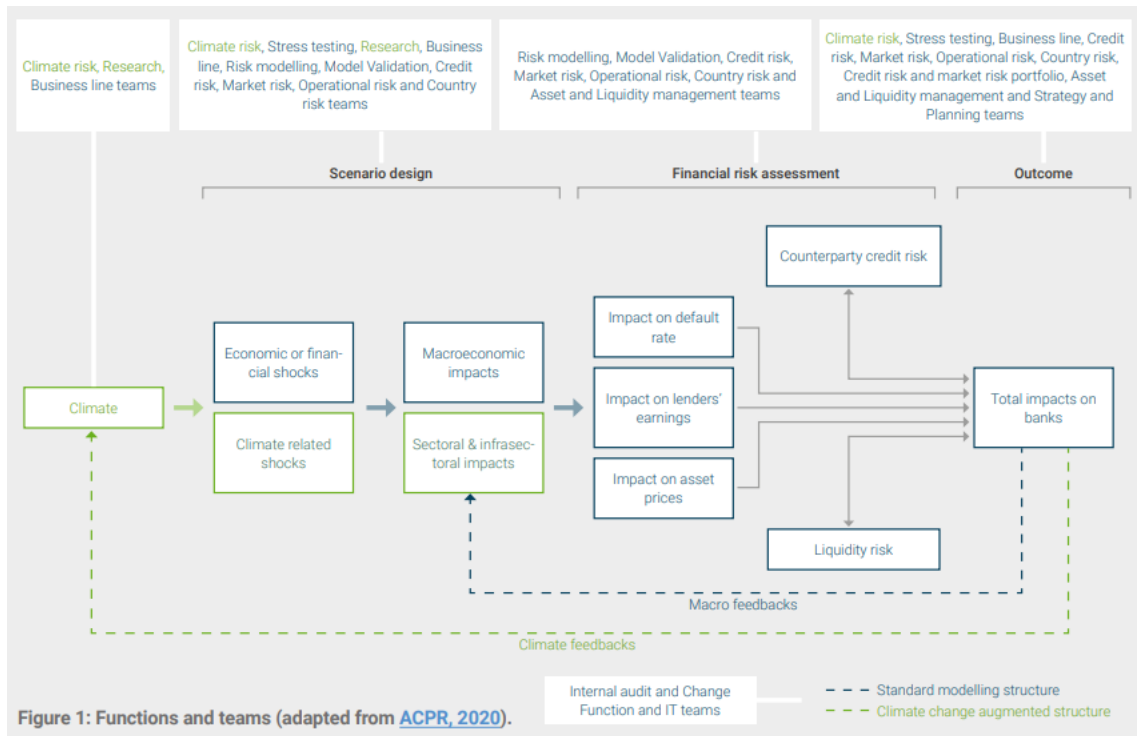 Climate risk, Research,
Business line teams
Climate risk, Stress testing, Research, Business
line, Risk modelling, Model Validation, Credit
risk, Market risk, Operational risk and Country
risk teams
Risk modelling, Model Validation, Credit risk,
Market risk, Operational risk, Country risk and
Asset and Liquidity management teams
Climate risk, Stress testing, Business line, Credit
risk, Market risk, Operational risk, Country risk,
Credit risk and market risk portfolio, Asset
and Liquidity management and Strategy and
Planning teams
Scenario design
Financial risk assessment
Outcome
Climate
Economic or finan-
cial shocks
Climate related
shocks
Macroeconomic
impacts
Sectoral & infrasec-
toral impacts
Impact on default
rate
Impact on lenders'
earnings
Impact on asset
prices
Counterparty credit risk
Liquidity risk
Total impacts on
banks
Macro feedbacks
Climate feedbacks
Internal audit and Change
Function and IT teams
Standard modelling structure
Climate change augmented structure
Figure 1: Functions and teams (adapted from ACPR, 2020).